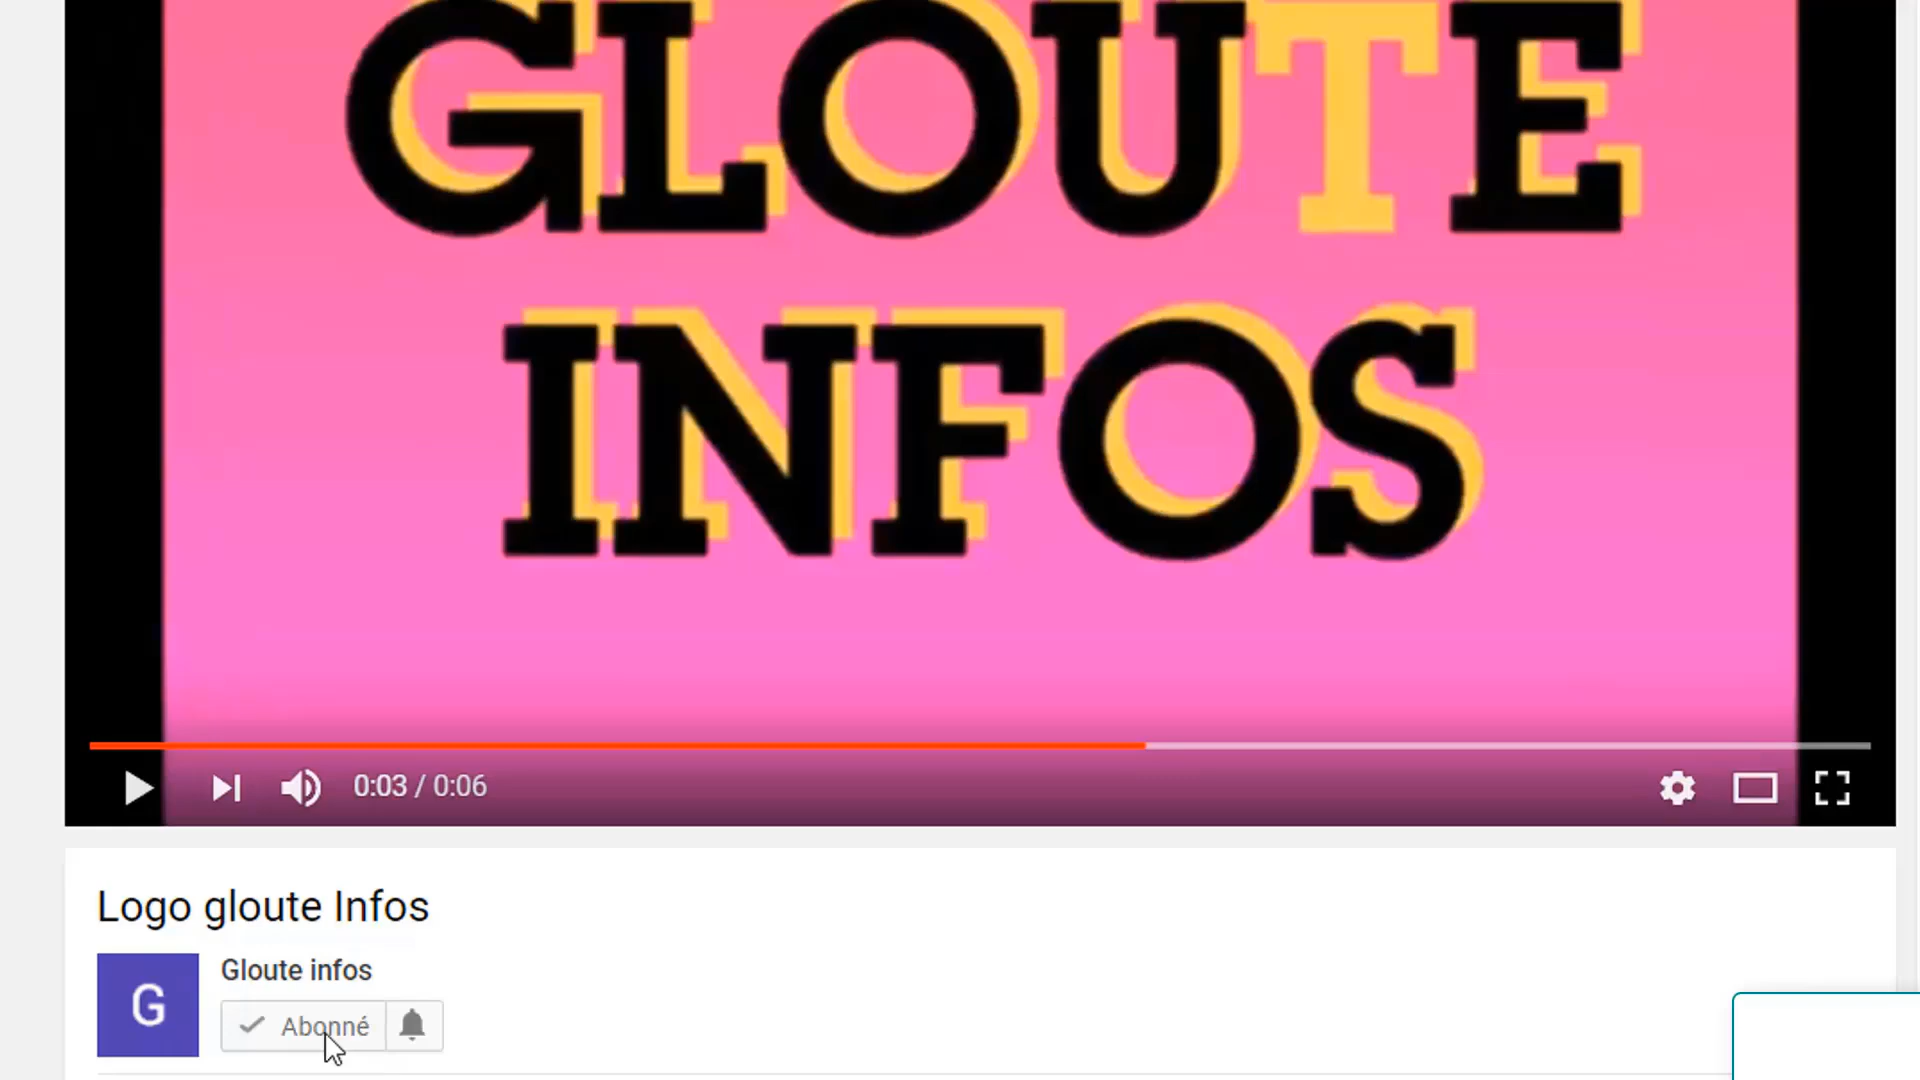 GLOUTE
INFOS
0:03 / 0:06
Logo gloute Infos
G
Gloute infos
Abonné